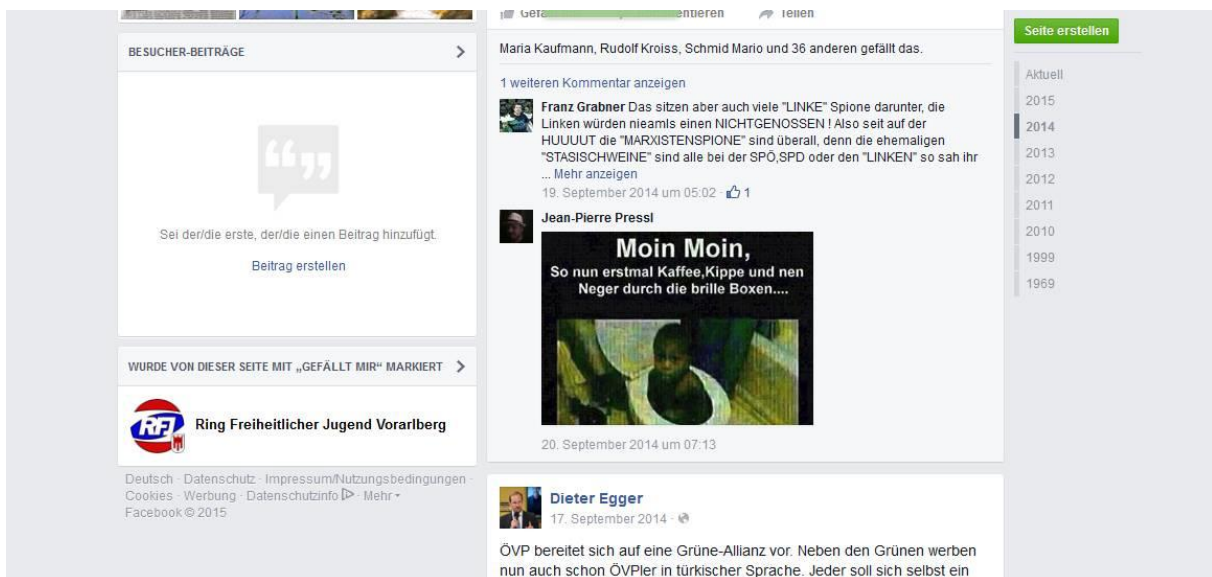 BESUCHER-BEITRÄGE
Sei der/die erste, der/die einen Beitrag hinzufügt.
Beitrag erstellen
WURDE VON DIESER SEITE MIT „GEFÄLLT MIR“ MARKIERT
RFJ
Ring Freiheitlicher Jugend Vorarlberg
Deutsch · Datenschutz · Impressum/Nutzungsbedingungen ·
Cookies · Werbung · Datenschutzinfo · Mehr
Facebook © 2015
Teilen
Maria Kaufmann, Rudolf Kroiss, Schmid Mario und 36 anderen gefällt das.
1 weiteren Kommentar anzeigen
Franz Grabner Das sitzen aber auch viele "LINKE" Spione darunter, die
Linken würden nieamls einen NICHTGENOSSEN ! Also seit auf der
HUUUUT die "MARXISTENSPIONE" sind überall, denn die ehemaligen
"STASISCHWEINE" sind alle bei der SPÖ,SPD oder den "LINKEN" so sah ihr
... Mehr anzeigen
19. September 2014 um 05:02 · 1
Jean-Pierre Pressl
Moin Moin,
So nun erstmal Kaffee,Kippe und nen
Neger durch die brille Boxen....
20. September 2014 um 07:13
Dieter Egger
17. September 2014 ·
ÖVP bereitet sich auf eine Grüne-Allianz vor. Neben den Grünen werben
nun auch schon ÖVPler in türkischer Sprache. Jeder soll sich selbst ein
Seite erstellen
Aktuell
2015
2014
2013
2012
2011
2010
1999
1969